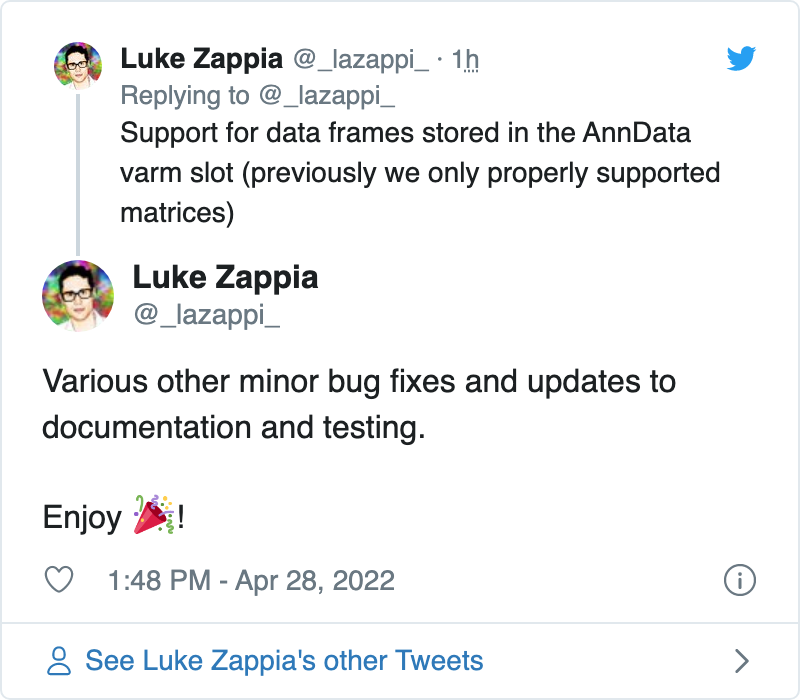 Luke Zappia @_lazappi_ · 1h
Replying to @_lazappi_
Support for data frames stored in the AnnData
varm slot (previously we only properly supported
matrices)
Luke Zappia
@_lazappi_
Various other minor bug fixes and updates to
documentation and testing.
Enjoy 🎉!
1:48 PM - Apr 28, 2022
See Luke Zappia's other Tweets